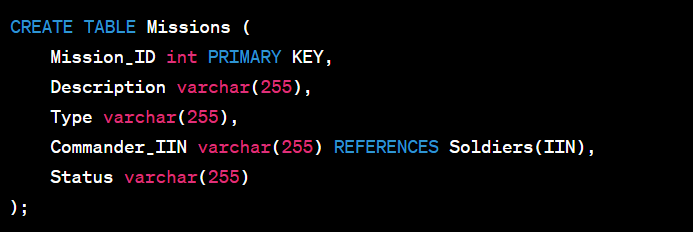 CREATE TABLE Missions (
    Mission_ID int PRIMARY KEY,
    Description varchar(255),
    Type varchar(255),
    Commander_IIN varchar(255) REFERENCES Soldiers(IIN),
    Status varchar(255)
);